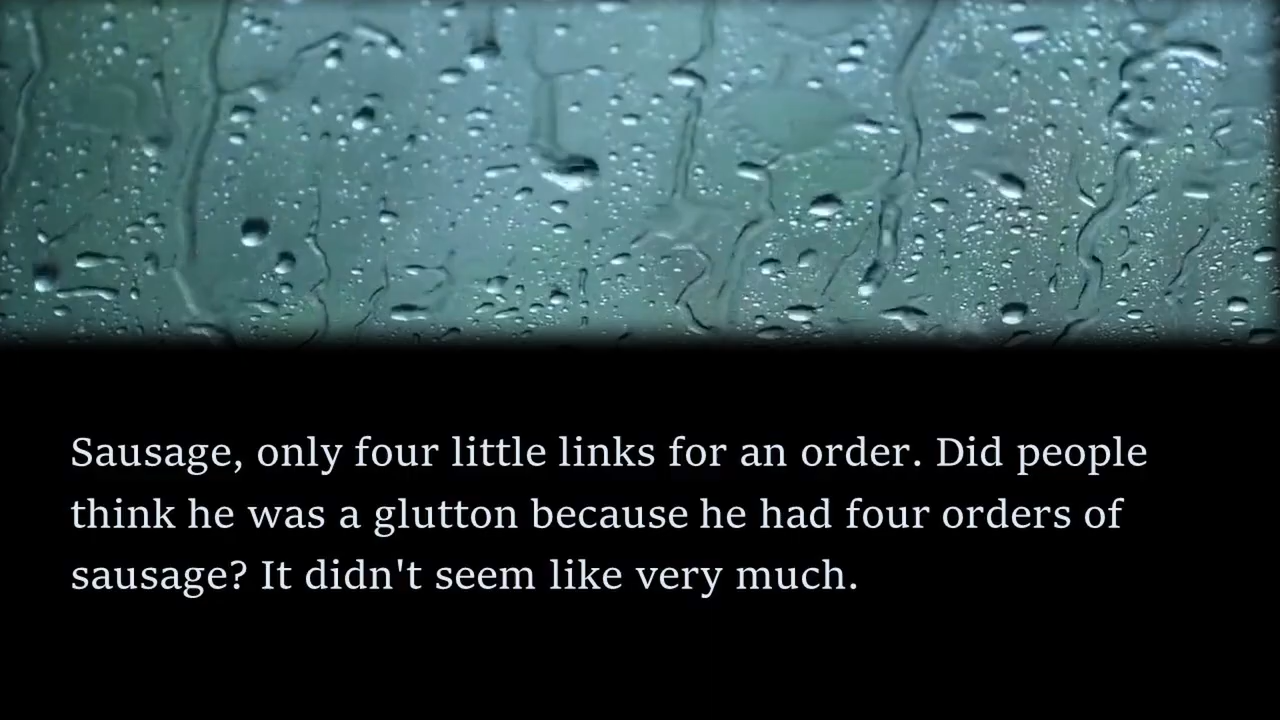 Sausage, only four little links for an order. Did people
think he was a glutton because he had four orders of
sausage? It didn't seem like very much.